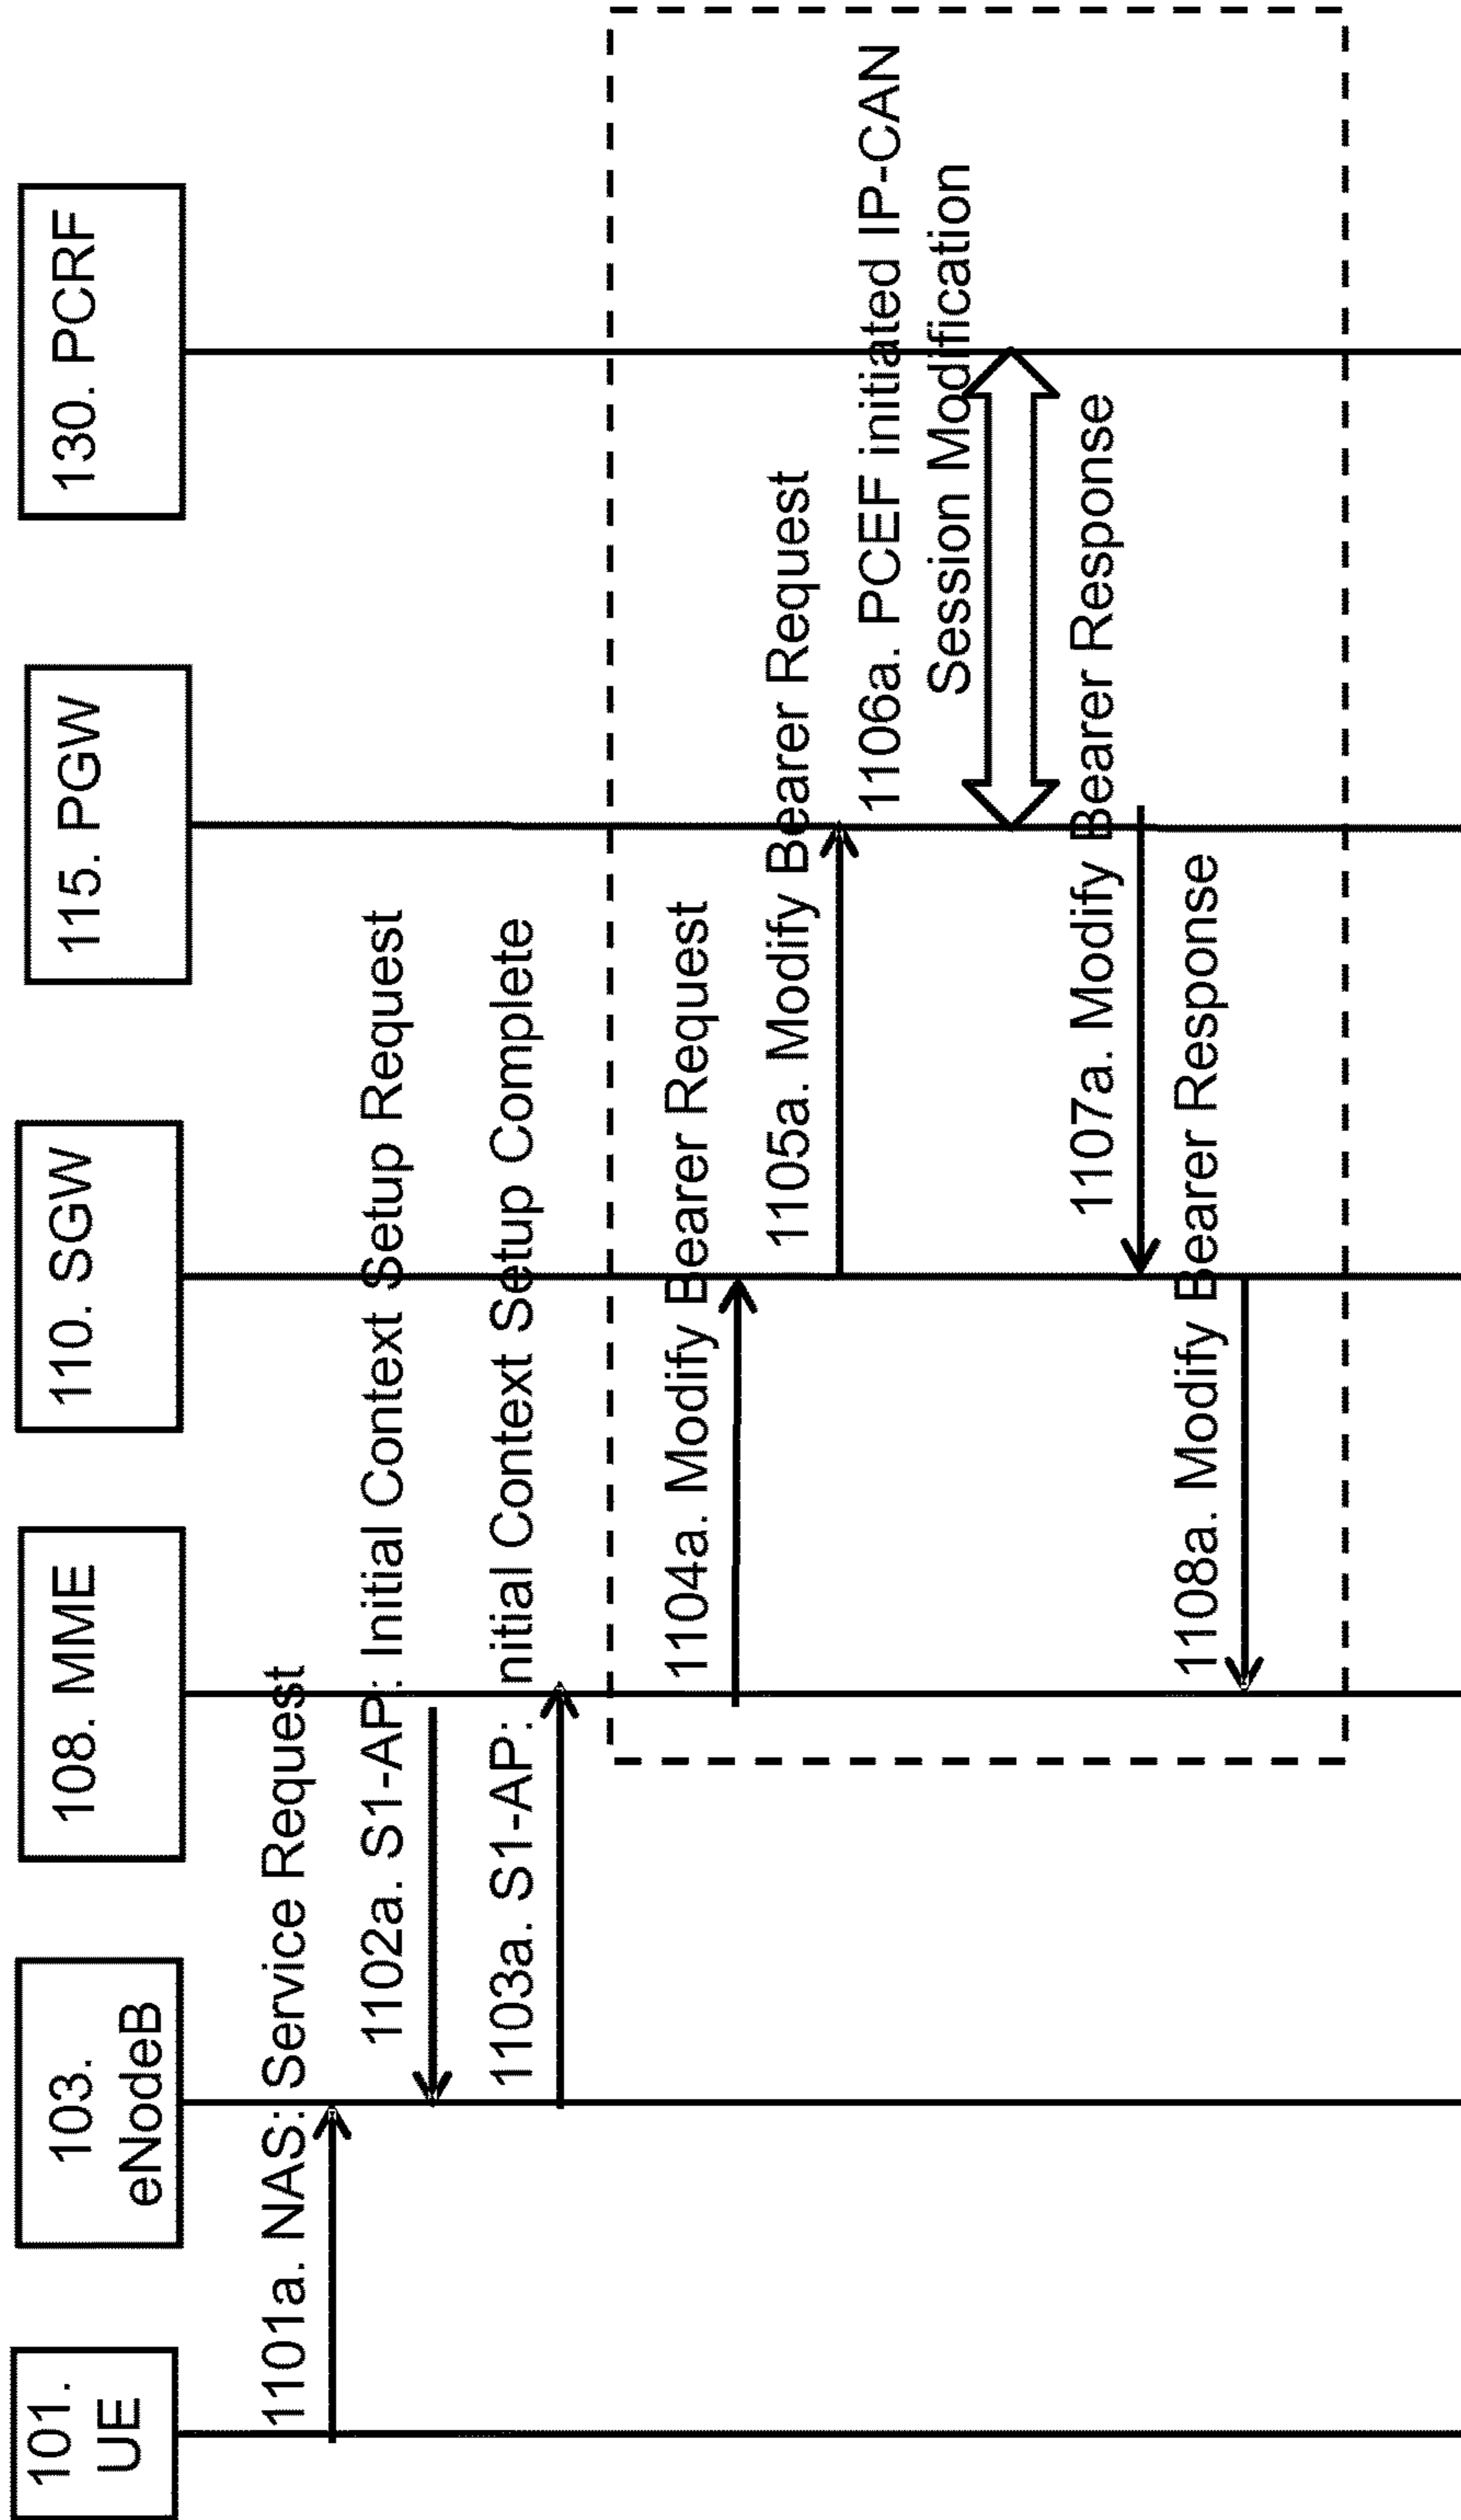 101.
UE
103.
eNodeB
108. MME
110. SGW
115. PGW
130. PCRF
1101a. NAS: Service Request
1102a. S1-AP: Initial Context Setup Request
1103a. S1-AP: Initial Context Setup Complete
1104a. Modify Bearer Request
1105a. Modify Bearer Request
1106a. PCEF initiated IP-CAN
Session Modification
1107a. Modify Bearer Response
1108a. Modify Bearer Response